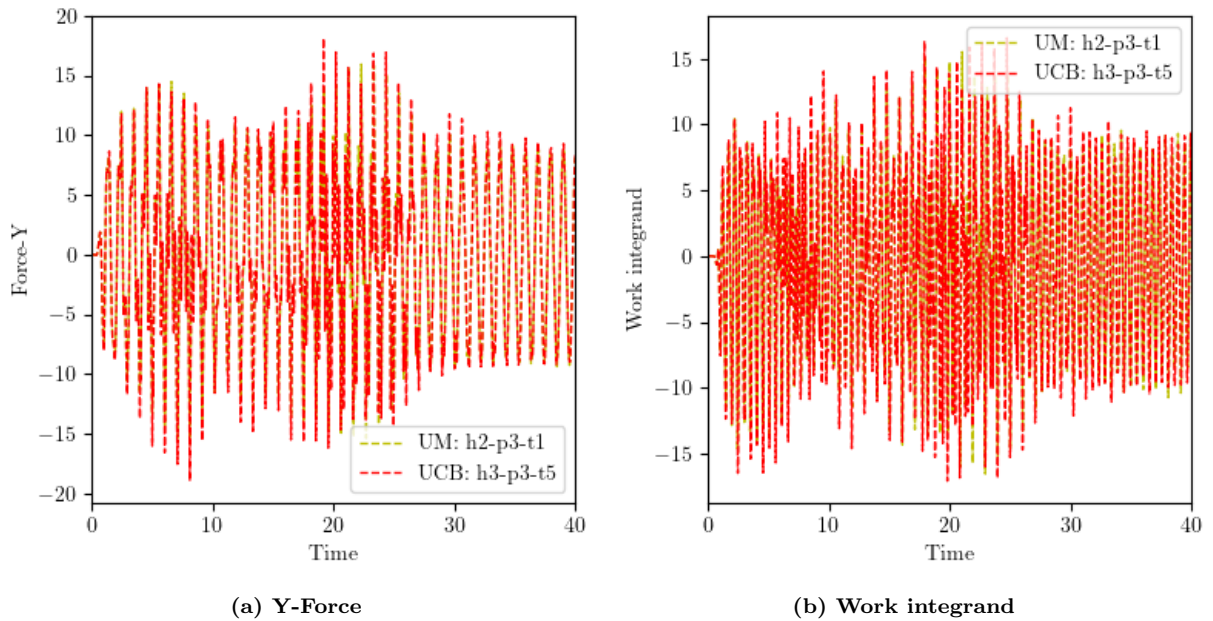 20
15
10
5
0
−5
−10
−15
−20
Force-Y
0
10
20
30
40
Time
UM: h2-p3-t1
UCB: h3-p3-t5
(a) Y-Force
15
10
5
0
−5
−10
−15
Work integrand
0
10
20
30
40
Time
UM: h2-p3-t1
UCB: h3-p3-t5
(b) Work integrand